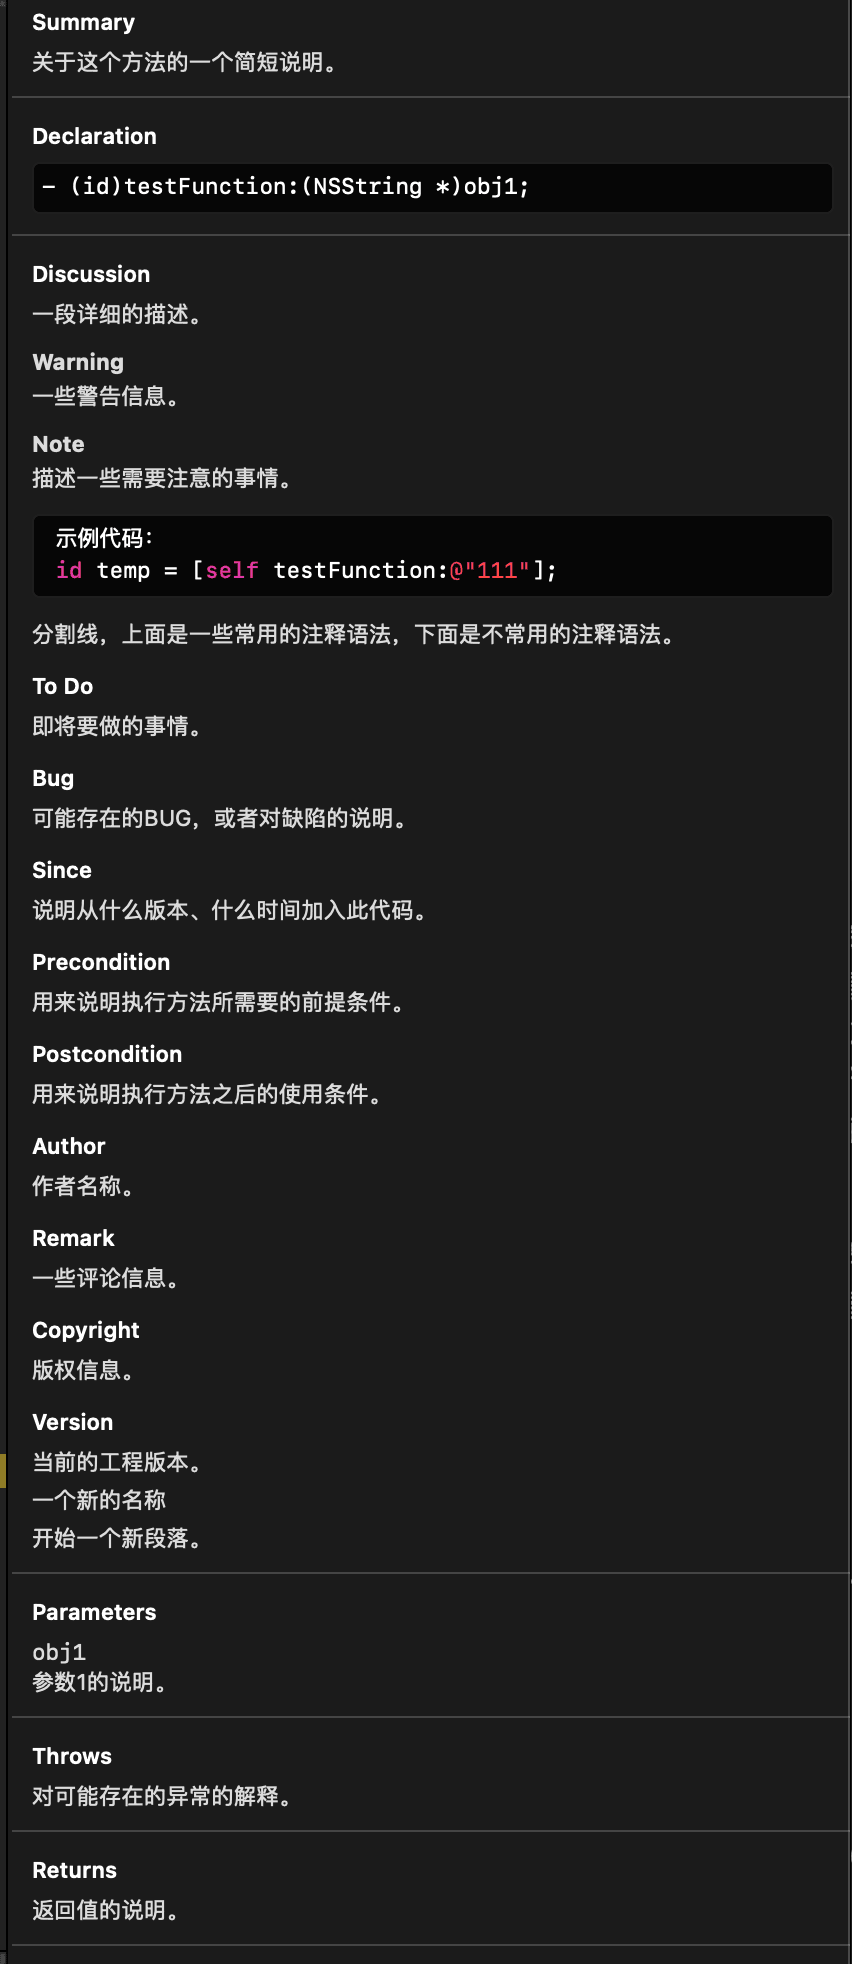 Summary
关于这个方法的一个简短说明。
Declaration
- (id)testFunction:(NSString *)obj1;
Discussion
一段详细的描述。
Warning
一些警告信息。
Note
描述一些需要注意的事情。
示例代码：
id temp = [self testFunction:@"111"];
分割线，上面是一些常用的注释语法，下面是不常用的注释语法。
To Do
即将要做的事情。
Bug
可能存在的BUG，或者对缺陷的说明。
Since
说明从什么版本、什么时间加入此代码。
Precondition
用来说明执行方法所需要的前提条件。
Postcondition
用来说明执行方法之后的使用条件。
Author
作者名称。
Remark
一些评论信息。
Copyright
版权信息。
Version
当前的工程版本。
一个新的名称
开始一个新段落。
Parameters
obj1
参数1的说明。
Throws
对可能存在的异常的解释。
Returns
返回值的说明。